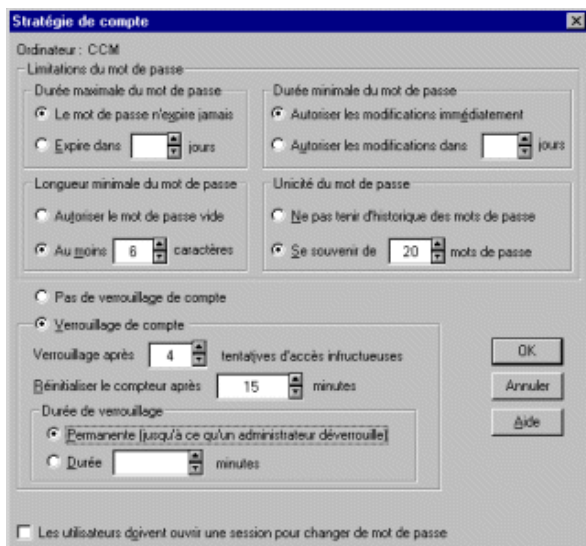 Stratégie de compte
Ordinateur : CCM
Limitations du mot de passe
Durée maximale du mot de passe
Le mot de passe n'expire jamais
Expire dans jours
Durée minimale du mot de passe
Autoriser les modifications immédiatement
Autoriser les modifications dans jours
Longueur minimale du mot de passe
Autoriser le mot de passe vide
Au moins 6 caractères
Unicité du mot de passe
Ne pas tenir d'historique des mots de passe
Se souvenir de 20 mots de passe
Pas de verrouillage de compte
Verrouillage de compte
Verrouillage après 4 tentatives d'accès infructueuses
Réinitialiser le compteur après 15 minutes
Durée de verrouillage
Permanente (jusqu'à ce qu'un administrateur déverrouille)
Durée minutes
OK
Annuler
Aide
Les utilisateurs doivent ouvrir une session pour changer de mot de passe